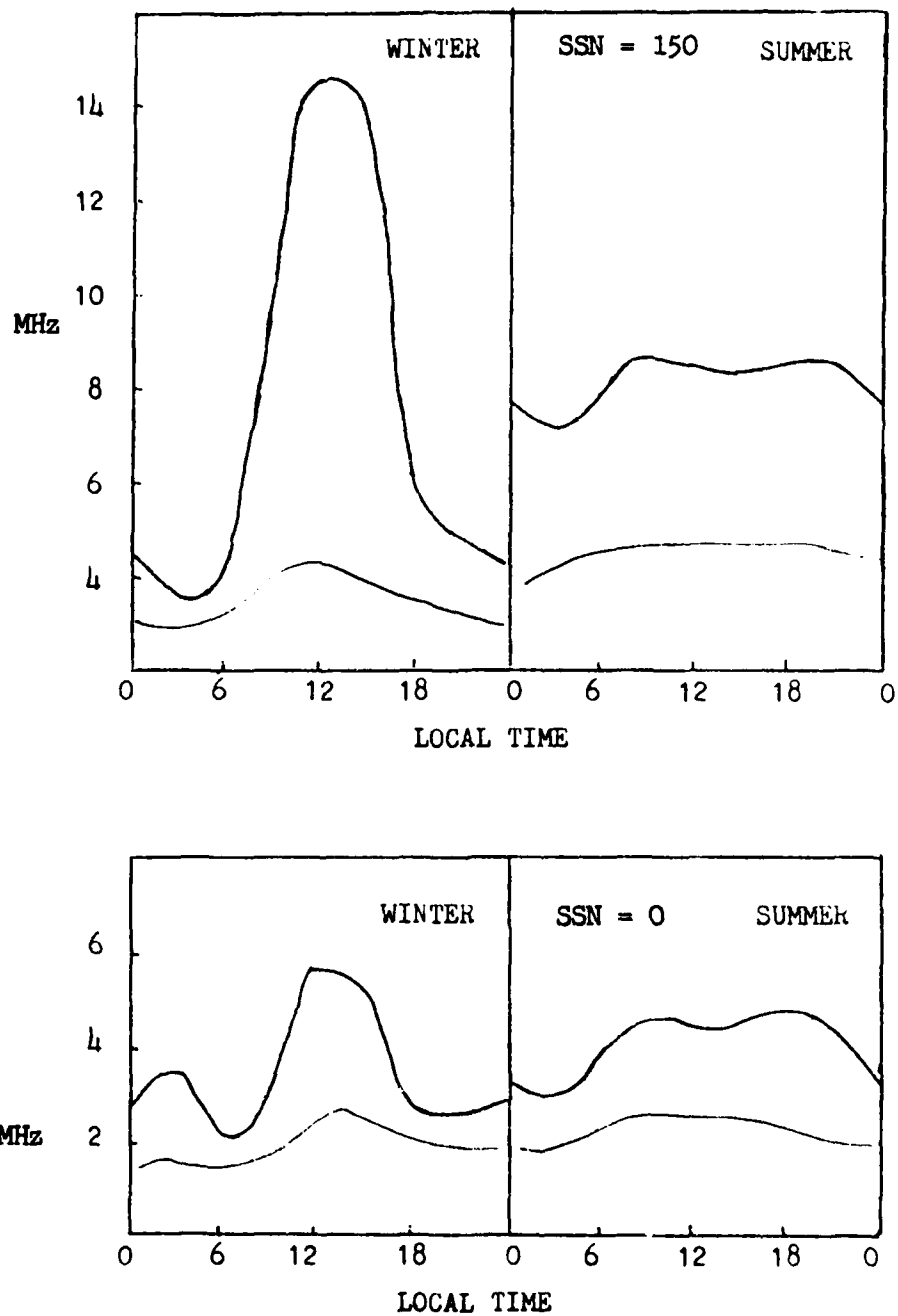 WINTER SSN = 150 SUMMER
14
12
10
MHz
8
6
4
0 6 12 18 0 6 12 18 0
LOCAL TIME
WINTER SSN = 0 SUMMER
6
4
MHz
2
0 6 12 18 0 6 12 18 0
LOCAL TIME